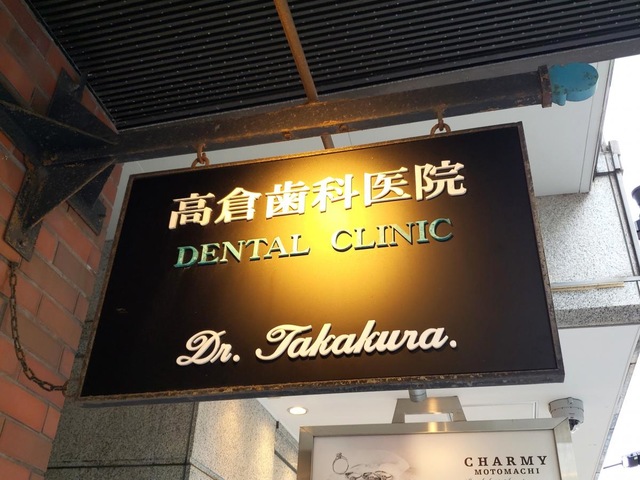 高倉歯科医院
DENTAL CLINIC
Dr. Takakura.
CHARMY
MOTOMACHI